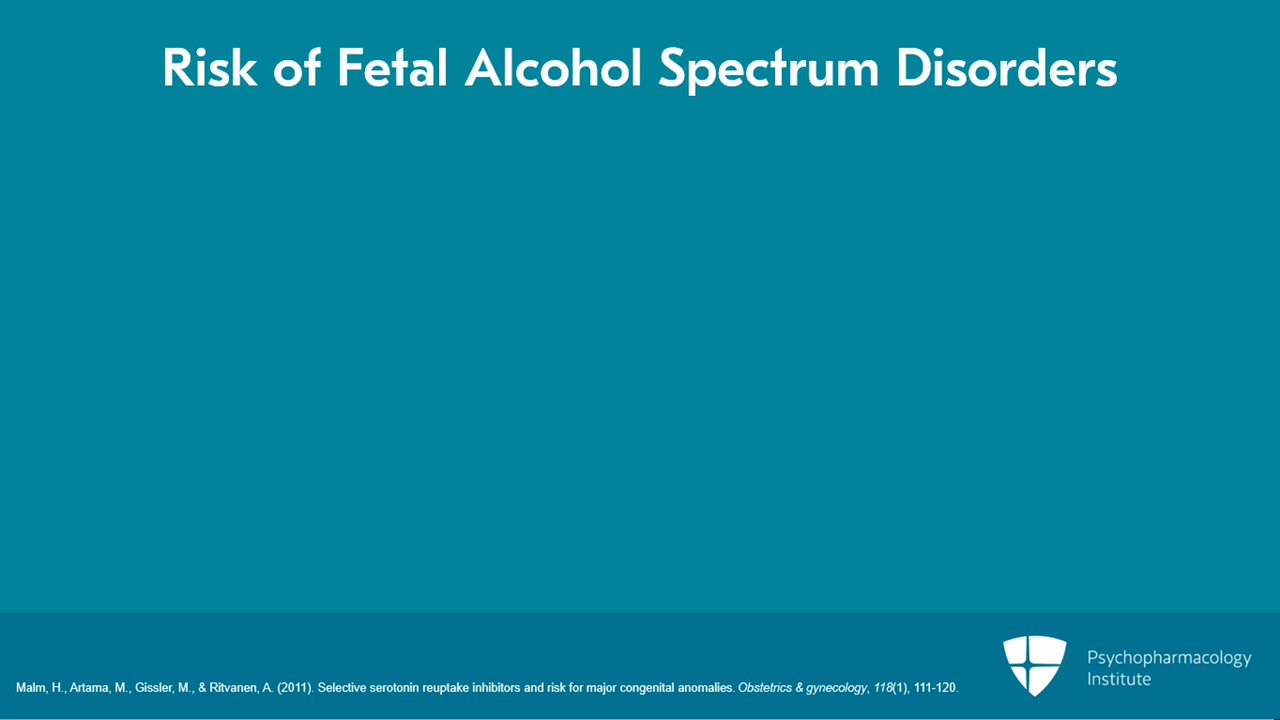 Risk of Fetal Alcohol Spectrum Disorders
Malm, H., Artama, M., Gissler, M., & Ritvanen, A. (2011). Selective serotonin reuptake inhibitors and risk for major congenital anomalies. Obstetrics & gynecology, 118(1), 111-120.
Psychopharmacology
Institute